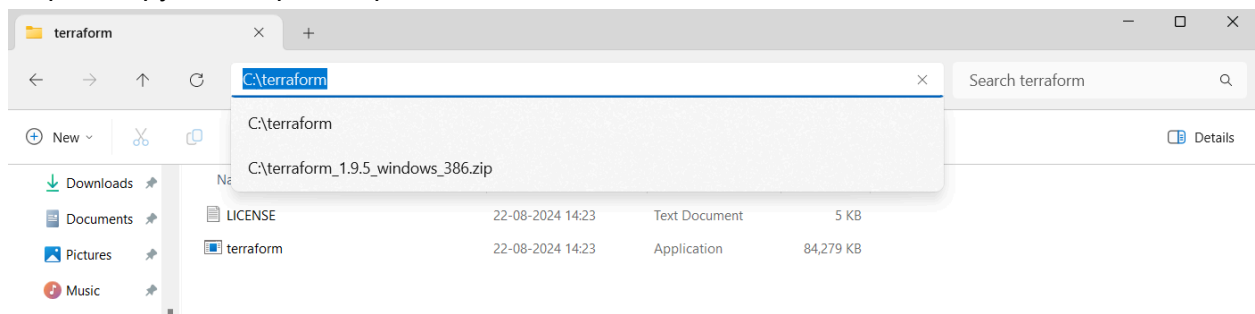 terraform
C:\terraform
Search terraform
New
C:\terraform
Details
C:\terraform_1.9.5_windows_386.zip
Downloads
Na
Documents
LICENSE 22-08-2024 14:23 Text Document 5 KB
Pictures
terraform 22-08-2024 14:23 Application 84,279 KB
Music